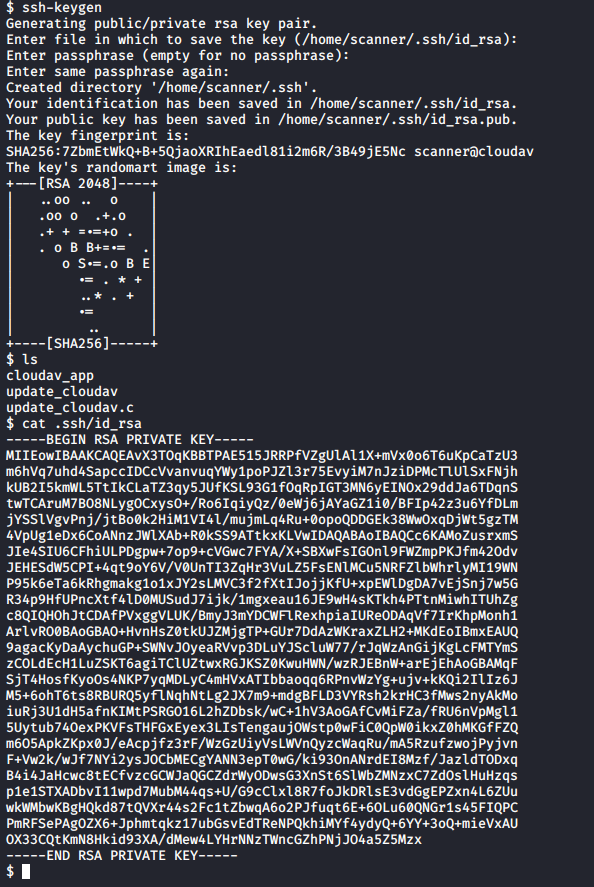 $ ssh-keygen
Generating public/private rsa key pair.
Enter file in which to save the key (/home/scanner/.ssh/id_rsa):
Enter passphrase (empty for no passphrase):
Enter same passphrase again:
Created directory '/home/scanner/.ssh'.
Your identification has been saved in /home/scanner/.ssh/id_rsa.
Your public key has been saved in /home/scanner/.ssh/id_rsa.pub.
The key fingerprint is:
SHA256:7ZbmEtWkQ+B+5QjaoXRIhEaedl81i2m6R/3B49jE5Nc scanner@cloudav
The key's randomart image is:
+---[RSA 2048]----+
|   ..oo ..  o    |
|   .oo o  .+.o   |
|   .+ + =•=+o .  |
|   . o B B+=•=  .|
|      o S•=.o B E|
|        •= . * + |
|        ..* . +  |
|        •=       |
|         ..      |
+----[SHA256]-----+
$ ls
cloudav_app
update_cloudav
update_cloudav.c
$ cat .ssh/id_rsa
-----BEGIN RSA PRIVATE KEY-----
MIIEowIBAAKCAQEAvX3TOqKBBTPAE515JRRPfVZgUlAl1X+mVx0o6T6uKpCaTzU3
m6hVq7uhd4SapccIDCcVvanvuqYWy1poPJZl3r75EvyiM7nJziDPMcTlUlSxFNjh
kUB2I5kmWL5TtIkCLaTZ3qy5JUfKSL93G1fOqRpIGT3MN6yEINOx29ddJa6TDqnS
twTCAruM7BO8NLygOCxysO+/Ro6IqiyQz/0eWj6jAYaGZ1i0/BFIp42z3u6YfDLm
jYSSlVgvPnj/jtBo0k2HiM1VI4l/mujmLq4Ru+0opoQDDGEk38WwOxqDjWt5gzTM
4VpUg1eDx6CoANnzJWlXAb+R0kSS9ATtkxKLVwIDAQABAoIBAQCc6KAMoZusrxmS
JIe4SIU6CFhiULPDgpw+7op9+cVGwc7FYA/X+SBXwFsIGOnl9FWZmpPKJfm42Odv
JEHESdW5CPI+4qt9oY6V/V0UnTI3ZqHr3VuLZ5FsENlMCu5NRFZlbWhrlyMI19WN
P95k6eTa6kRhgmakg1o1xJY2sLMVC3f2fXtIJojjKfU+xpEWlDgDA7vEjSnj7w5G
R34p9HfUPncXtf4lD0MUSudJ7ijk/1mgxeau16JE9wH4sKTkh4PTtnMiwhITUhZg
c8QIQHOhJtCDAfPVxggVLUK/BmyJ3mYDCWFlRexhpiaIUReODAqVf7IrKhpMonh1
ArlvRO0BAoGBAO+HvnHsZ0tkUJZMjgTP+GUr7DdAzWKraxZLH2+MKdEoIBmxEAUQ
9agacKyDaAychuGP+SWNvJOyeaRVvp3DLuYJScluW77/rJqWzAnGijKgLcFMTYmS
zCOLdEcH1LuZSKT6agiTClUZtwxRGJKSZ0KwuHWN/wzRJEBnW+arEjEhAoGBAMqF
SjT4HosfKyoOs4NKP7yqMDLyC4mHVxATIbbaoqq6RPnvWzYg+ujv+kKQi2IlIz6J
M5+6ohT6ts8RBURQ5yflNqhNtLg2JX7m9+mdgBFLD3VYRsh2krHC3fMws2nyAkMo
iuRj3U1dH5afnKIMtPSRGO16L2hZDbsk/wC+1hV3AoGAfCvMiFZa/fRU6nVpMgl1
5Uytub74OexPKVFsTHFGxEyex3LIsTengaujOWstp0wFiC0QpW0ikxZ0hMKGfFZQ
m6O5ApkZKpx0J/eAcpjfz3rF/WzGzUiyVsLWVnQyzcWaqRu/mA5RzufzwojPyjvn
F+Vw2k/wJf7NYi2ysJOCbMECgYANN3epT0wG/ki93OnANrdEI8Mzf/JazldTODxq
B4i4JaHcwc8tECfvzcGCWJaQGCZdrWyODwsG3XnSt6SlWbZMNzxC7ZdOslHuHzqs
p1e1STXADbvI11wpd7MubM44qs+U/G9cClxl8R7foJkDRlsE3vdGgEPZxn4L6ZUu
wkWMbwKBgHQkd87tQVXr44s2Fc1tZbwqA6o2PJfuqt6E+6OLu60QNGr1s45FIQPC
PmRFSePAgOZX6+Jphmtqkz17ubGsvEdTReNPQkhiMYf4ydyQ+6YY+3oQ+mieVxAU
OX33CQtKmN8Hkid93XA/dMew4LYHrNNzTWncGZhPNjJO4a5Z5Mzx
-----END RSA PRIVATE KEY-----
$